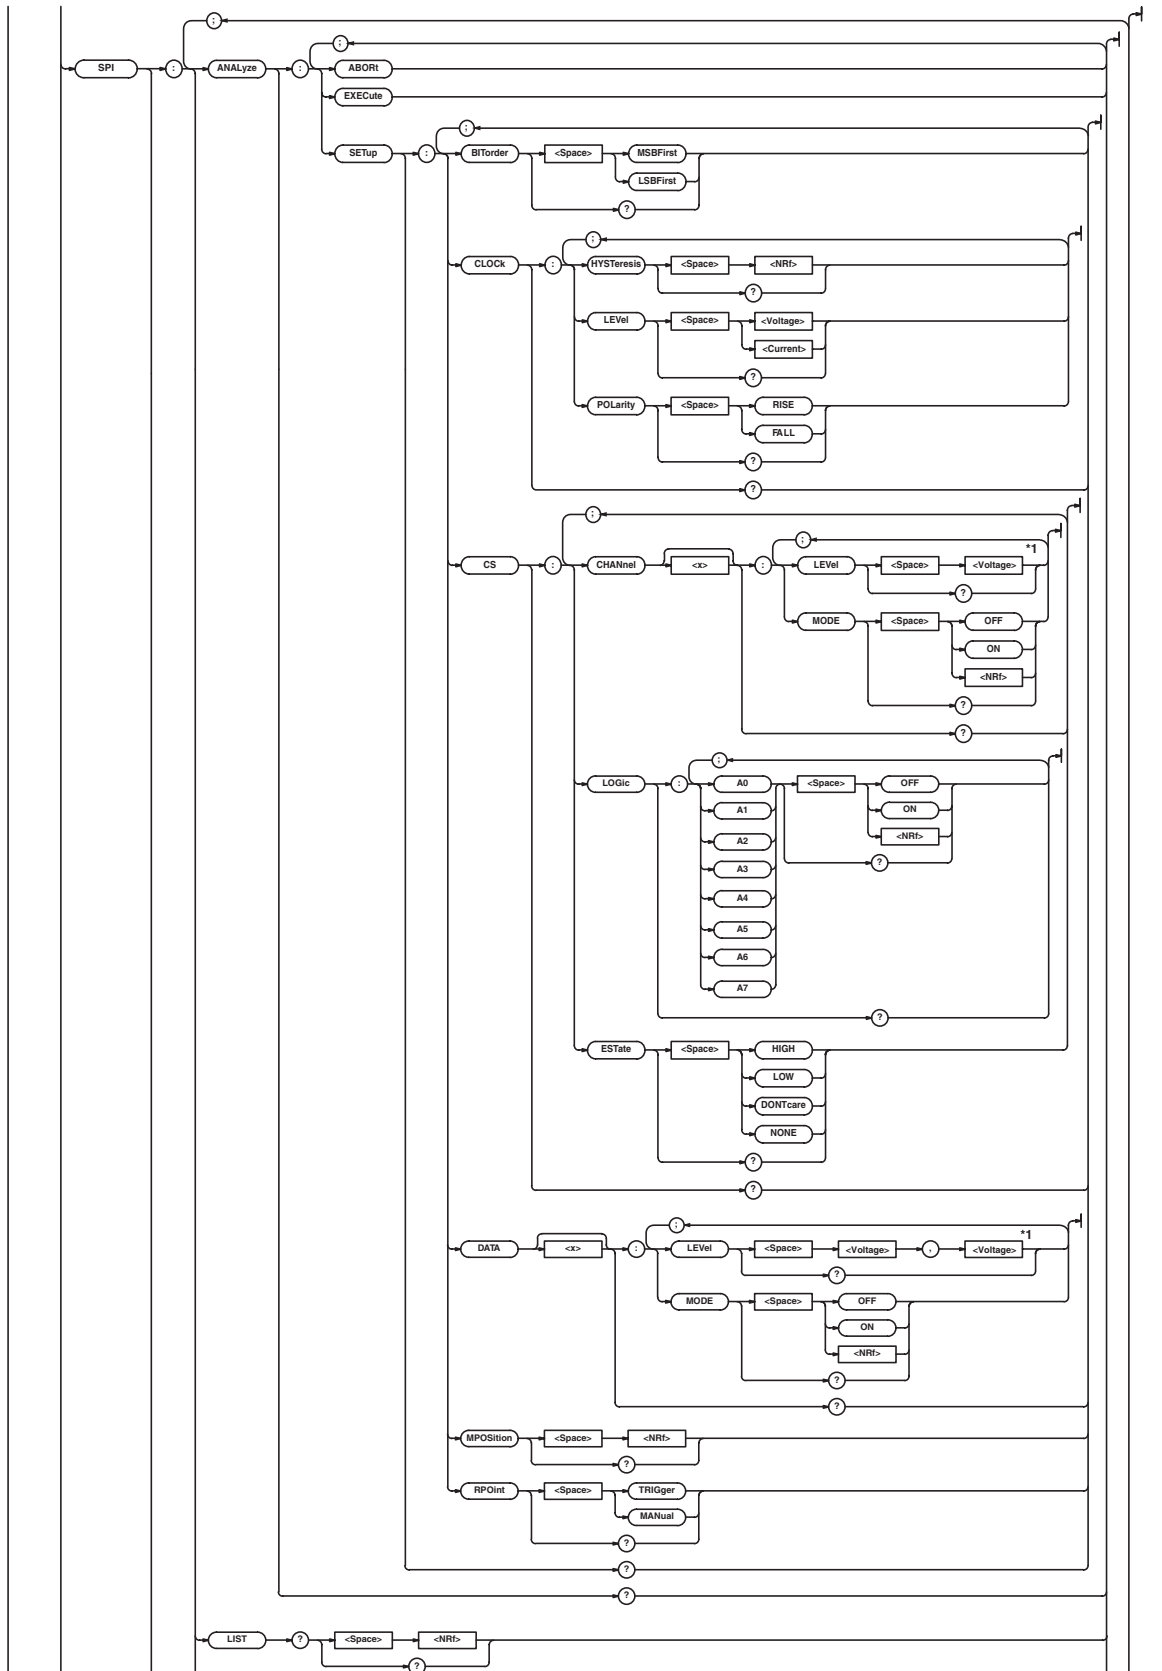 ;
;
SPI : ANALyze : ABORt
EXECute
;
SETup : BITorder <Space> MSBFirst
LSBFirst
?
;
CLOCk : HYSTeresis <Space> <NRf>
?
LEVel <Space> <Voltage>
<Current>
?
POLarity <Space> RISE
FALL
?
?
;
; *1
CS : CHANnel <x> : LEVel <Space> <Voltage>
?
MODE <Space> OFF
ON
<NRf>
?
?
;
LOGic : A0 <Space> OFF
A1 ON
A2 <NRf>
A3 ?
A4
A5
A6
A7
?
ESTate <Space> HIGH
LOW
DONTcare
NONE
?
?
; *1
DATA <x> : LEVel <Space> <Voltage> , <Voltage>
?
MODE <Space> OFF
ON
<NRf>
?
?
MPOSition <Space> <NRf>
?
RPOint <Space> TRIGger
MANual
?
?
?
LIST ? <Space> <NRf>
?